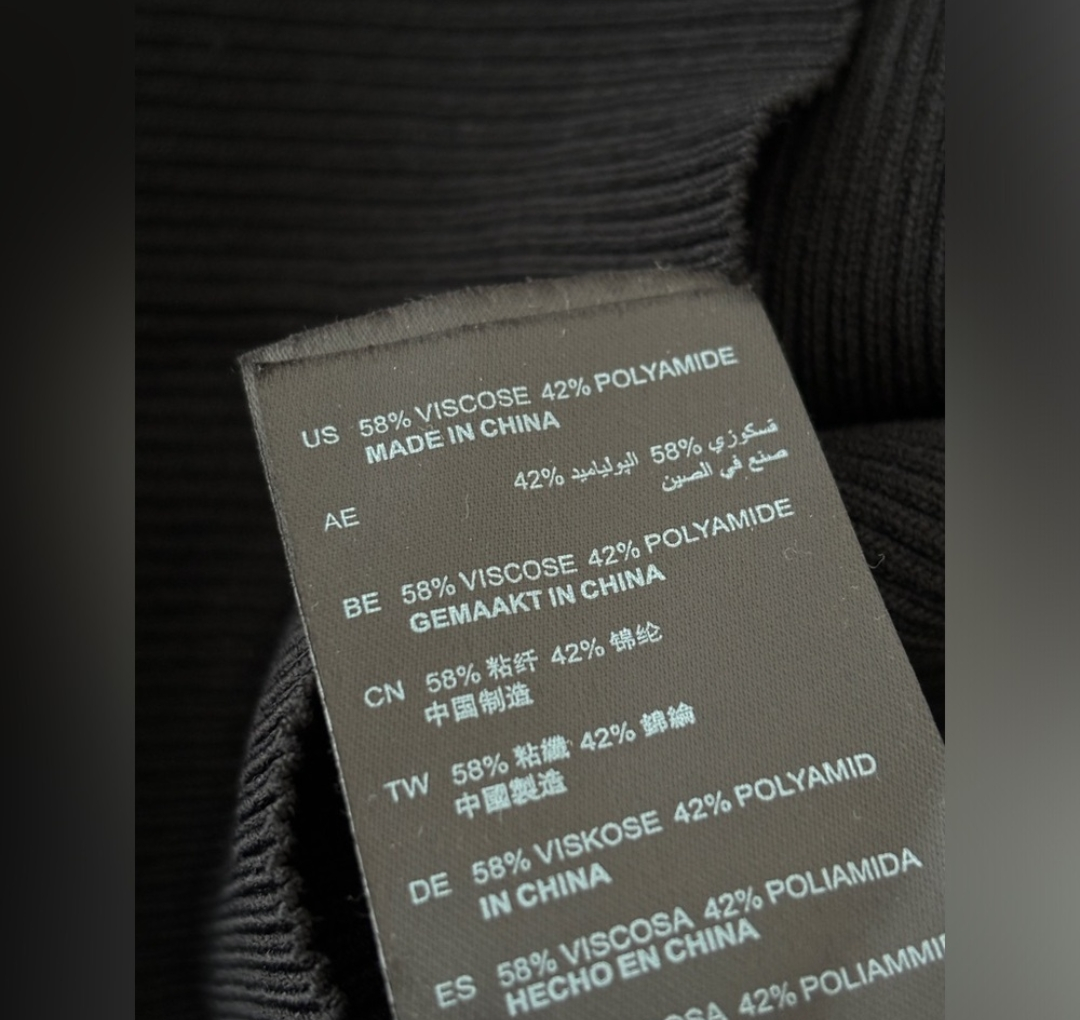 US 58% VISCOSE 42% POLYAMIDE
MADE IN CHINA
AE فسكوزي 58% البولياميد 42%
صنع في الصين
BE 58% VISCOSE 42% POLYAMIDE
GEMAAKT IN CHINA
CN 58% 粘纤 42% 锦纶
中国制造
TW 58% 粘纖 42% 錦綸
中國製造
DE 58% VISKOSE 42% POLYAMID
IN CHINA
ES 58% VISCOSA 42% POLIAMIDA
HECHO EN CHINA
42%